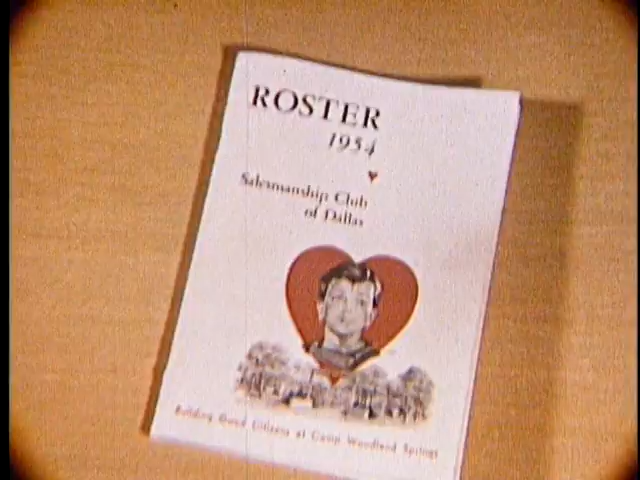 ROSTER
1954
Salesmanship Club
of Dallas
Building Good Citizens at Camp Woodland Springs